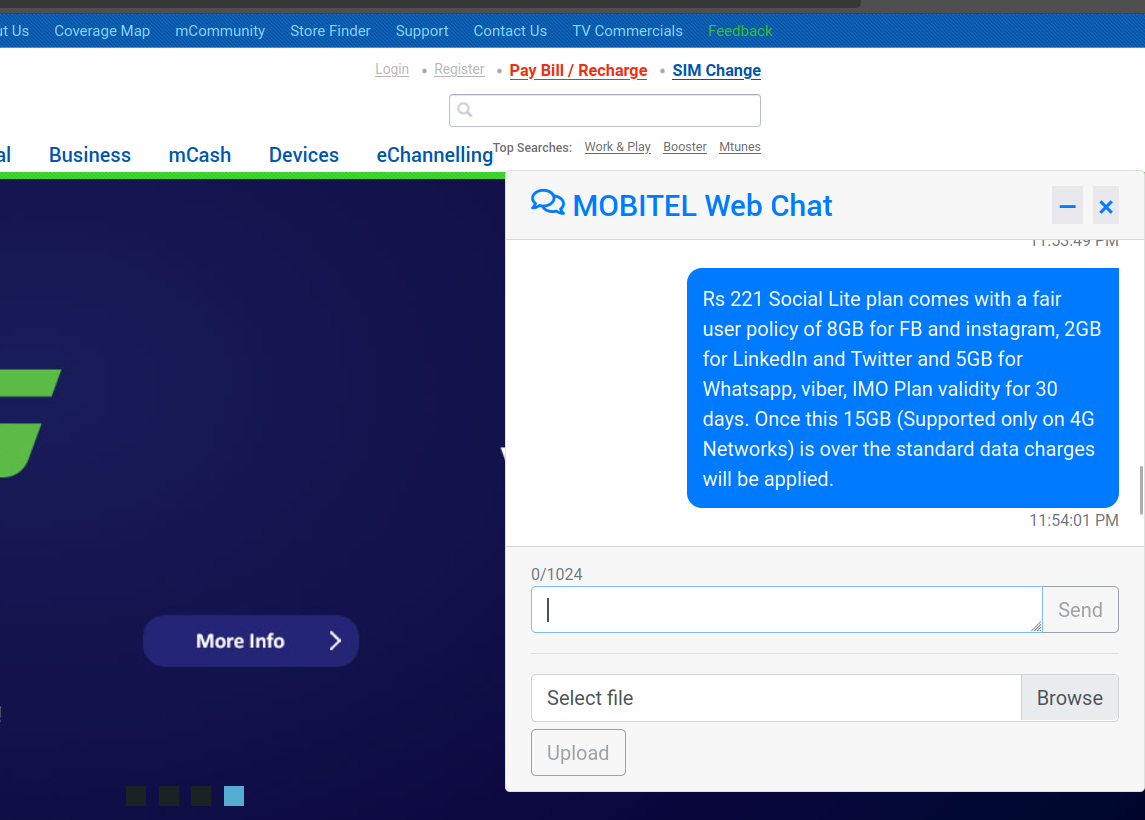 ut Us Coverage Map mCommunity Store Finder Support Contact Us TV Commercials Feedback
Login • Register • Pay Bill / Recharge • SIM Change
al Business mCash Devices eChannelling
Top Searches: Work & Play Booster Mtunes
MOBITEL Web Chat
11:53:49 PM
Rs 221 Social Lite plan comes with a fair
user policy of 8GB for FB and instagram, 2GB
for LinkedIn and Twitter and 5GB for
Whatsapp, viber, IMO Plan validity for 30
days. Once this 15GB (Supported only on 4G
Networks) is over the standard data charges
will be applied.
11:54:01 PM
0/1024
Send
More Info
Select file Browse
Upload